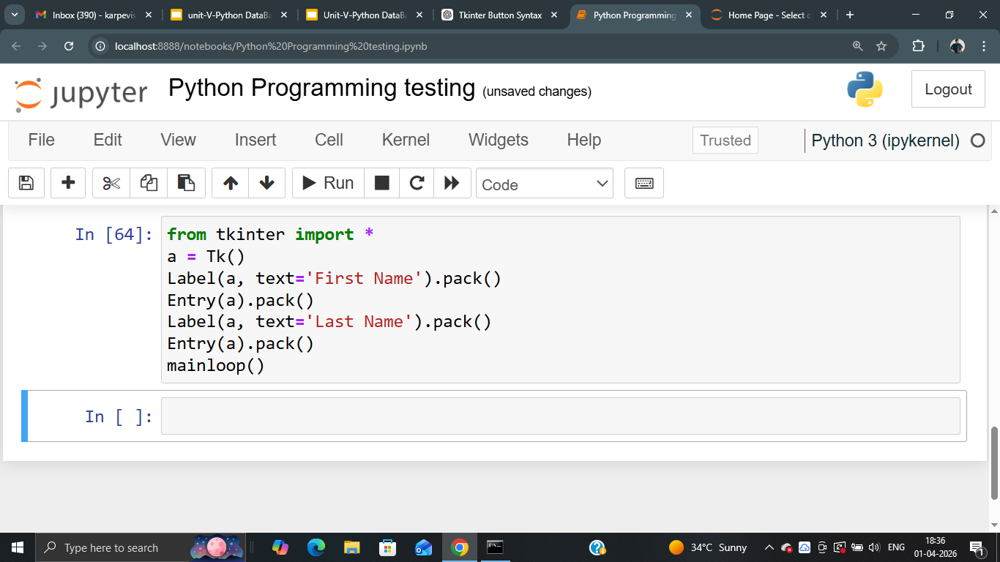 Inbox (390) - karpevis
unit-V-Python DataBa
Unit-V-Python DataBa
Tkinter Button Syntax
Python Programming
Home Page - Select o
localhost:8888/notebooks/Python%20Programming%20testing.ipynb
jupyter
Python Programming testing (unsaved changes)
Logout
File Edit View Insert Cell Kernel Widgets Help
Trusted
Python 3 (ipykernel)
Run
Code
In [64]:
from tkinter import *
a = Tk()
Label(a, text='First Name').pack()
Entry(a).pack()
Label(a, text='Last Name').pack()
Entry(a).pack()
mainloop()
In [ ]:
Type here to search
34°C Sunny
ENG
18:36
01-04-2026
1